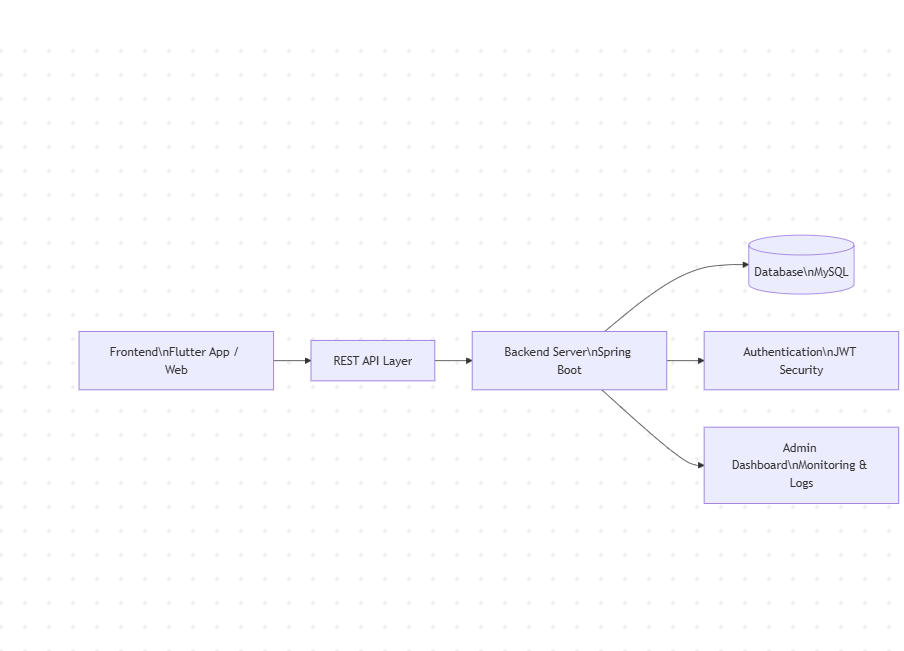 Database\nMySQL
Frontend\nFlutter App /
Web
REST API Layer
Backend Server\nSpring
Boot
Authentication\nJWT
Security
Admin
Dashboard\nMonitoring &
Logs